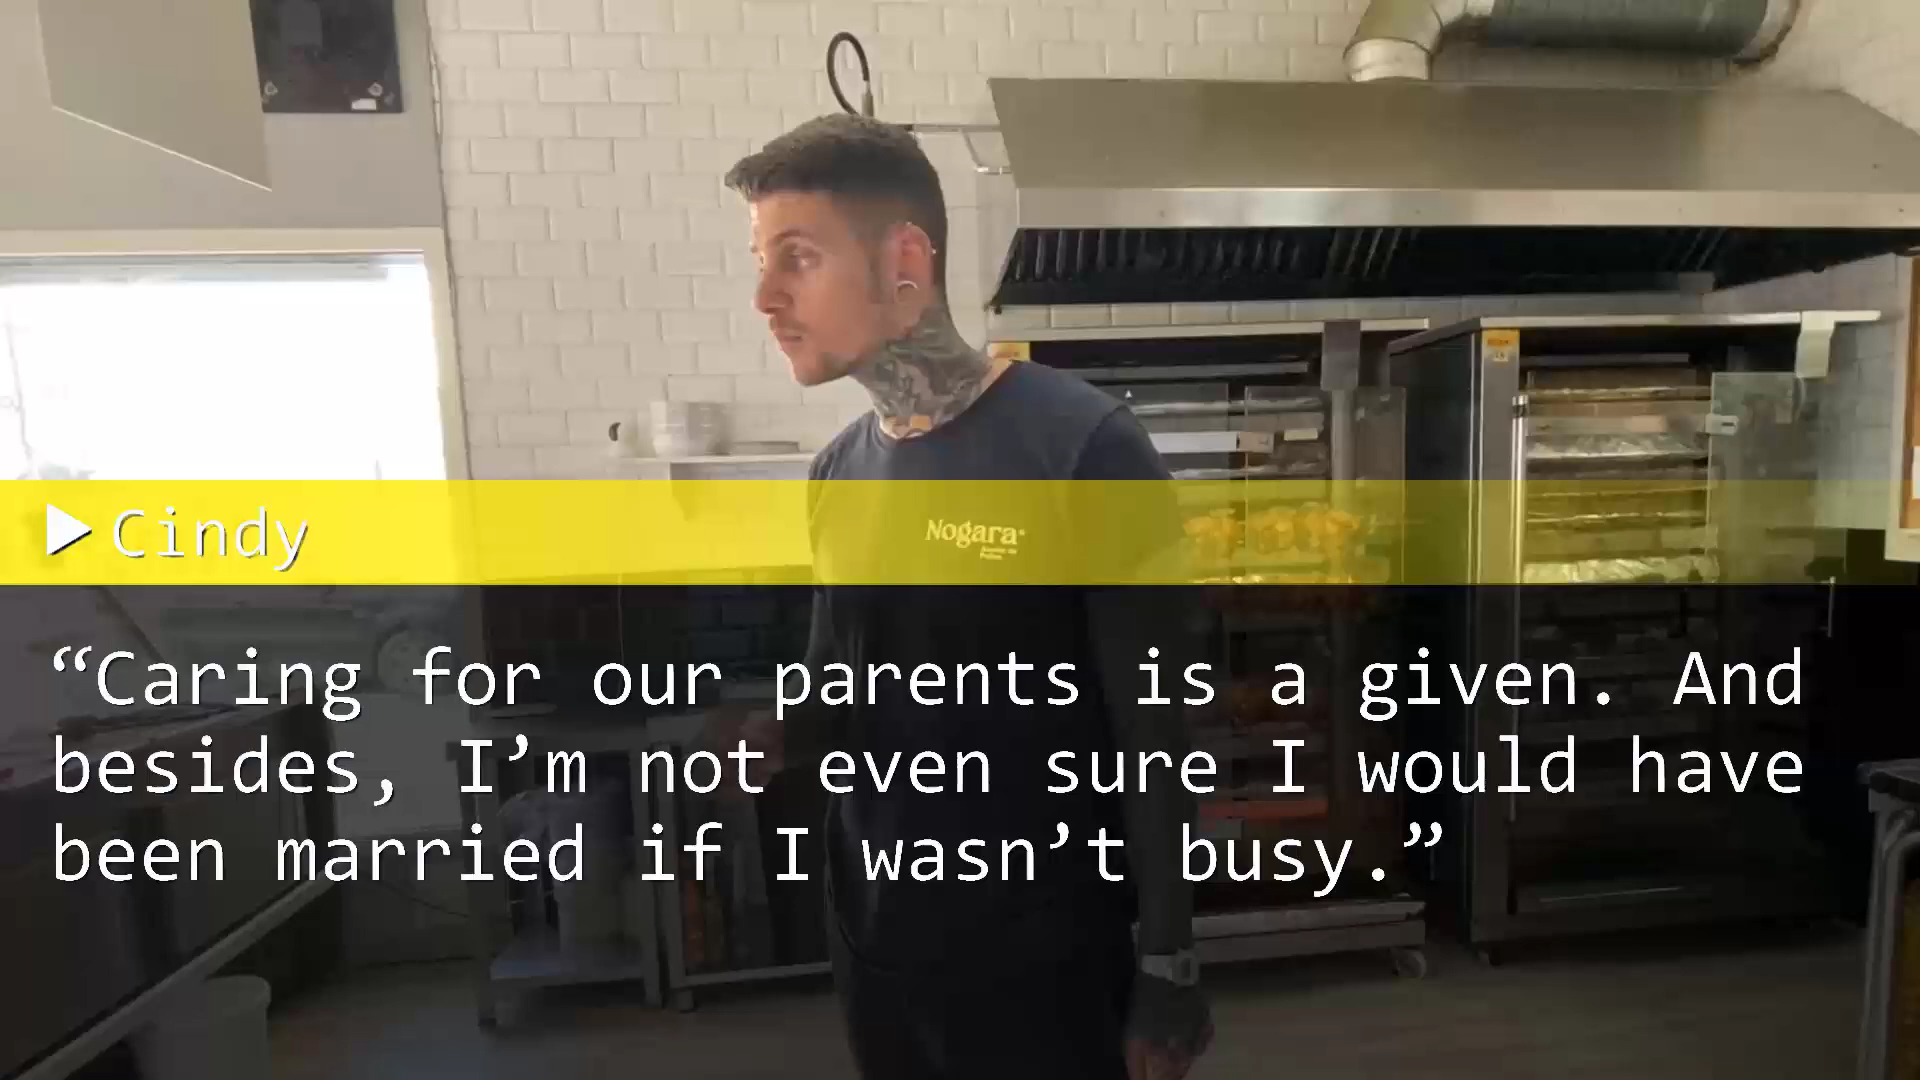 Cindy
Nogara
“Caring for our parents is a given. And
besides, I’m not even sure I would have
been married if I wasn’t busy.”